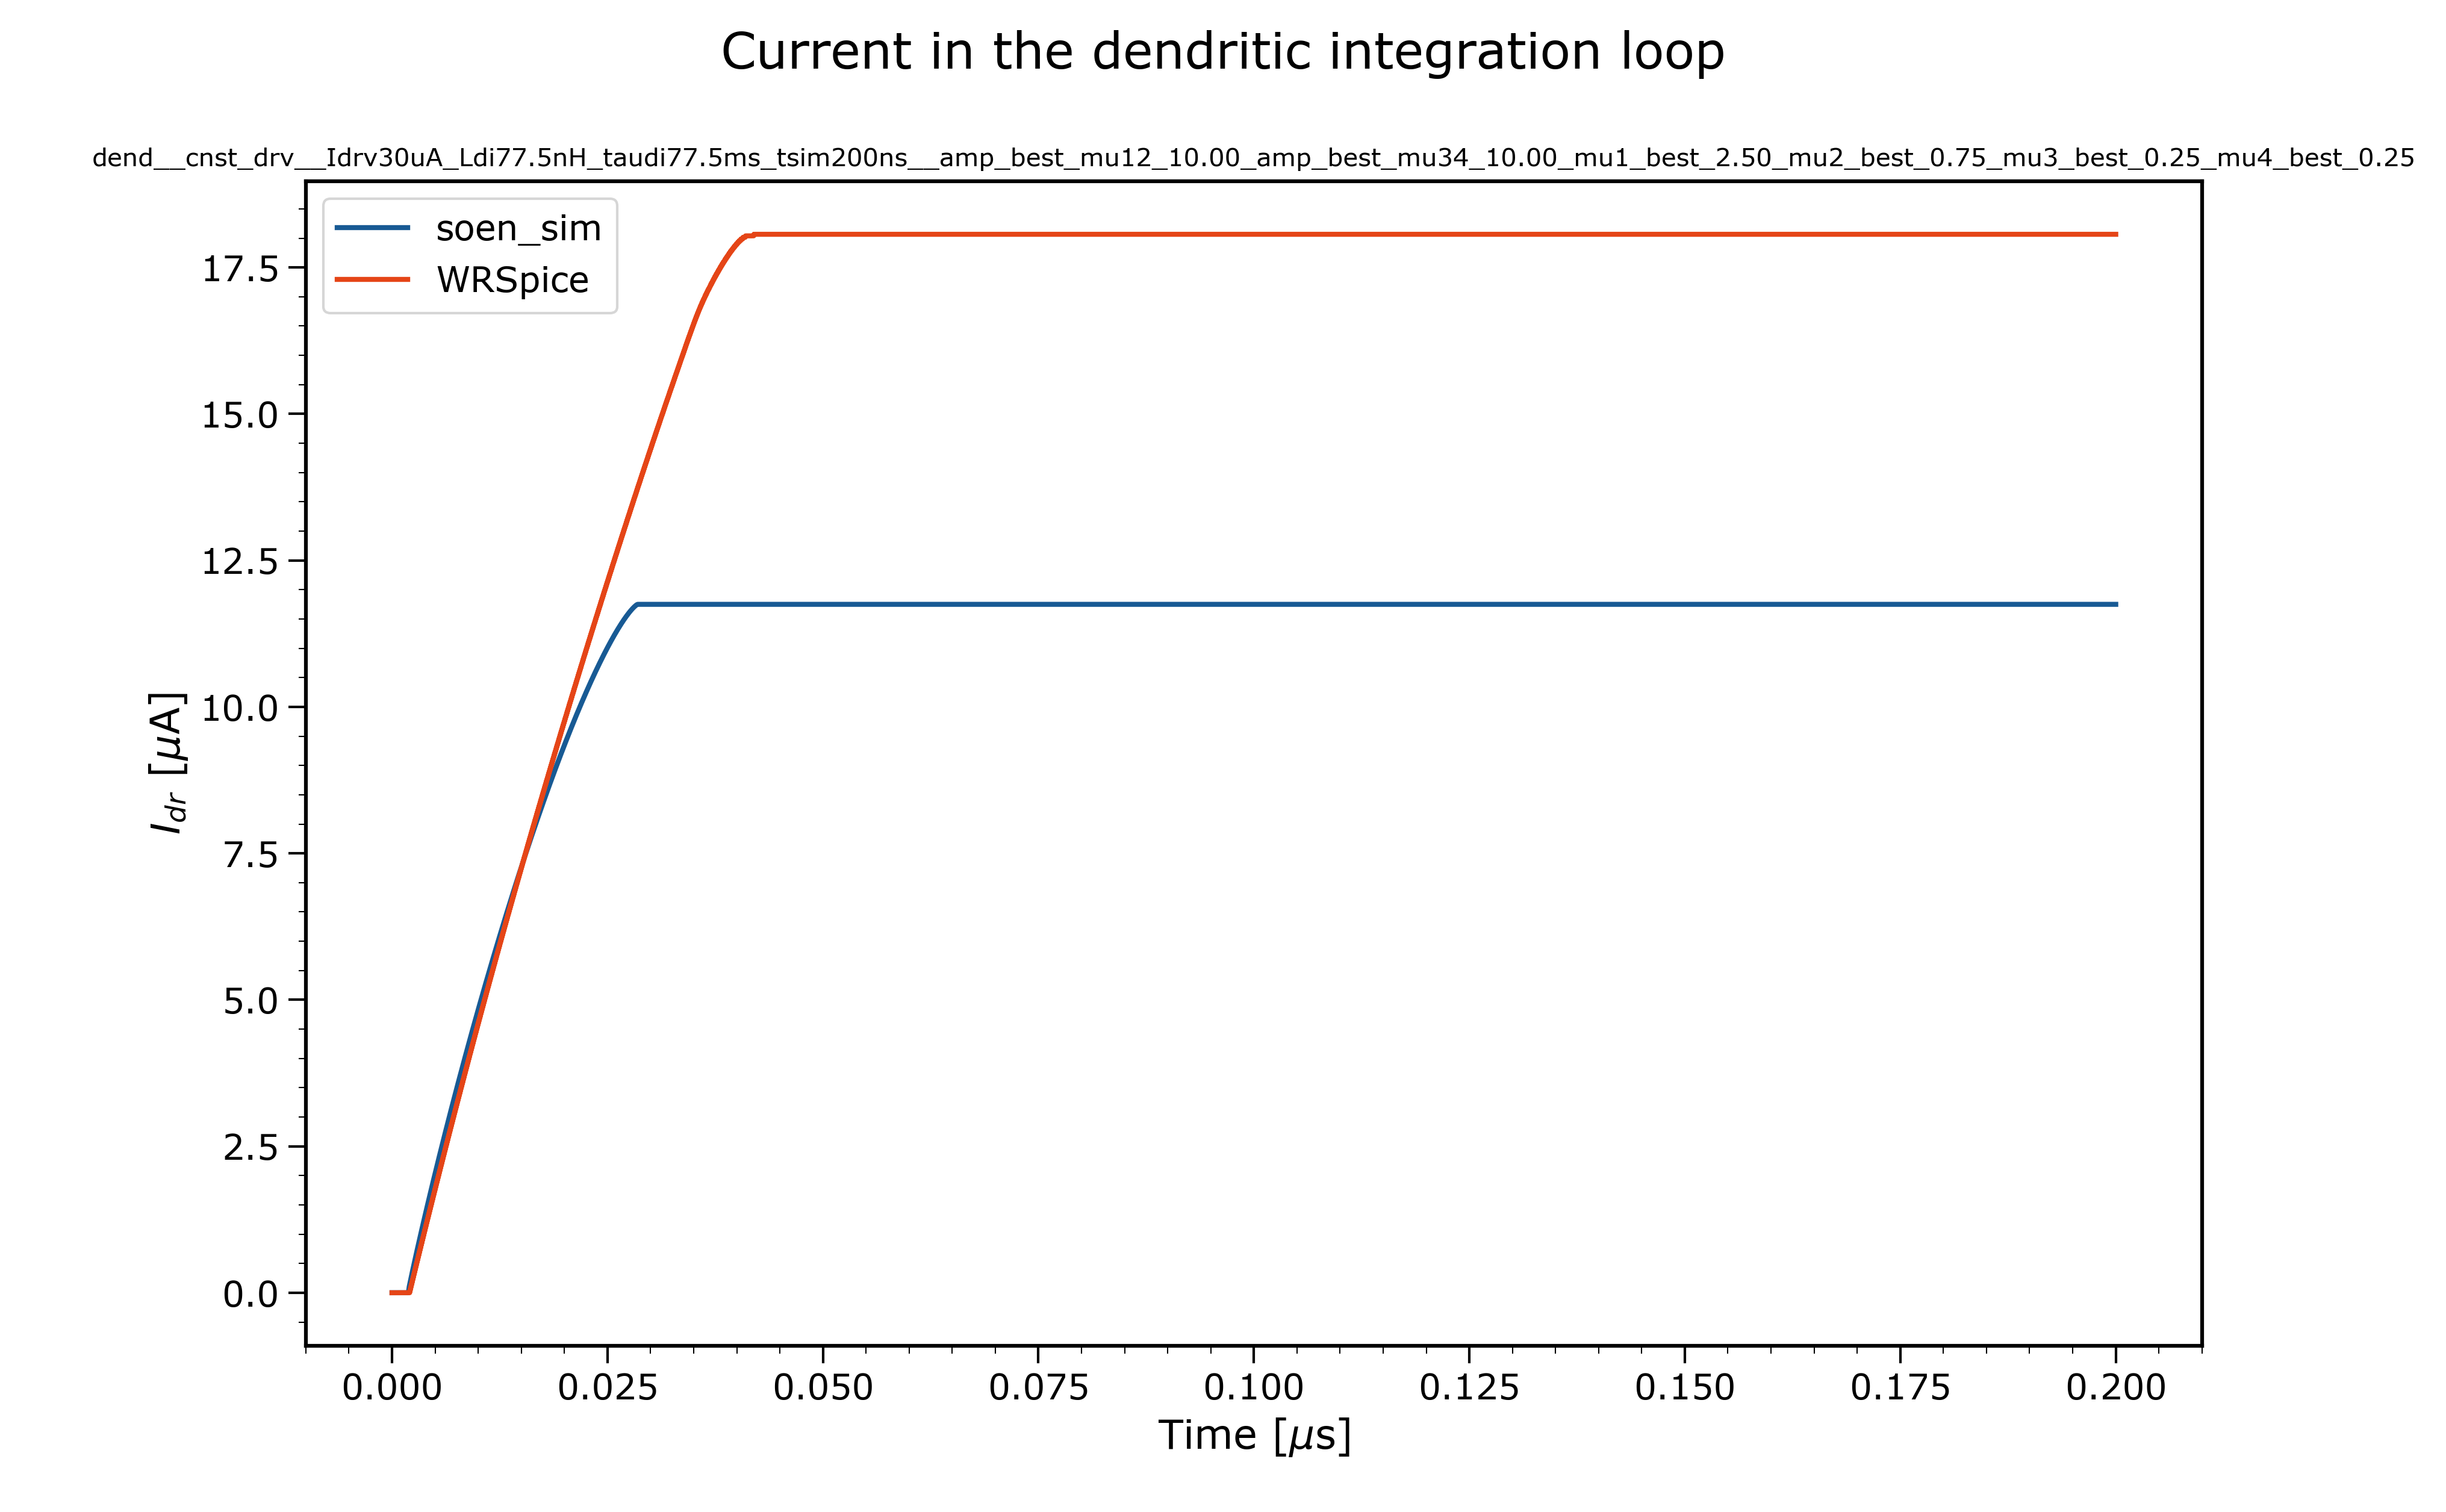 Current in the dendritic integration loop
dend__cnst_drv__Idrv30uA_Ldi77.5nH_taudi77.5ms_tsim200ns__amp_best_mu12_10.00_amp_best_mu34_10.00_mu1_best_2.50_mu2_best_0.75_mu3_best_0.25_mu4_best_0.25
soen_sim
WRSpice
17.5
15.0
12.5
10.0
7.5
5.0
2.5
0.0
I_dr [μA]
0.000 0.025 0.050 0.075 0.100 0.125 0.150 0.175 0.200
Time [μs]